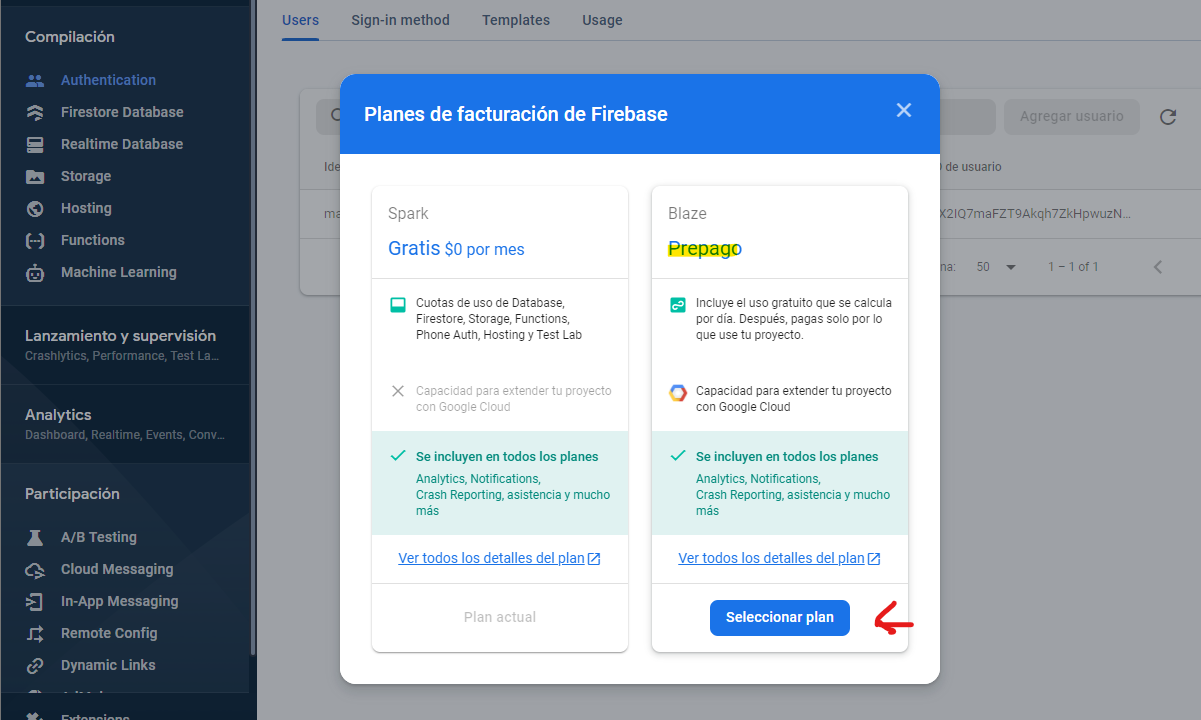 Compilación
Authentication
Firestore Database
Realtime Database
Storage
Hosting
Functions
Machine Learning
Lanzamiento y supervisión
Crashlytics, Performance, Test La...
Analytics
Dashboard, Realtime, Events, Conv...
Participación
A/B Testing
Cloud Messaging
In-App Messaging
Remote Config
Dynamic Links
Extensions
Users
Sign-in method
Templates
Usage
Agregar usuario
Ide
de usuario
ma
X2IQ7maFZT9Akqh7ZkHpwuzN...
na:
50
1 – 1 of 1
Planes de facturación de Firebase
Spark
Gratis $0 por mes
Cuotas de uso de Database,
Firestore, Storage, Functions,
Phone Auth, Hosting y Test Lab
Capacidad para extender tu proyecto
con Google Cloud
Se incluyen en todos los planes
Analytics, Notifications,
Crash Reporting, asistencia y mucho
más
Ver todos los detalles del plan
Plan actual
Blaze
Prepago
Incluye el uso gratuito que se calcula
por día. Después, pagas solo por lo
que use tu proyecto.
Capacidad para extender tu proyecto
con Google Cloud
Se incluyen en todos los planes
Analytics, Notifications,
Crash Reporting, asistencia y mucho
más
Ver todos los detalles del plan
Seleccionar plan